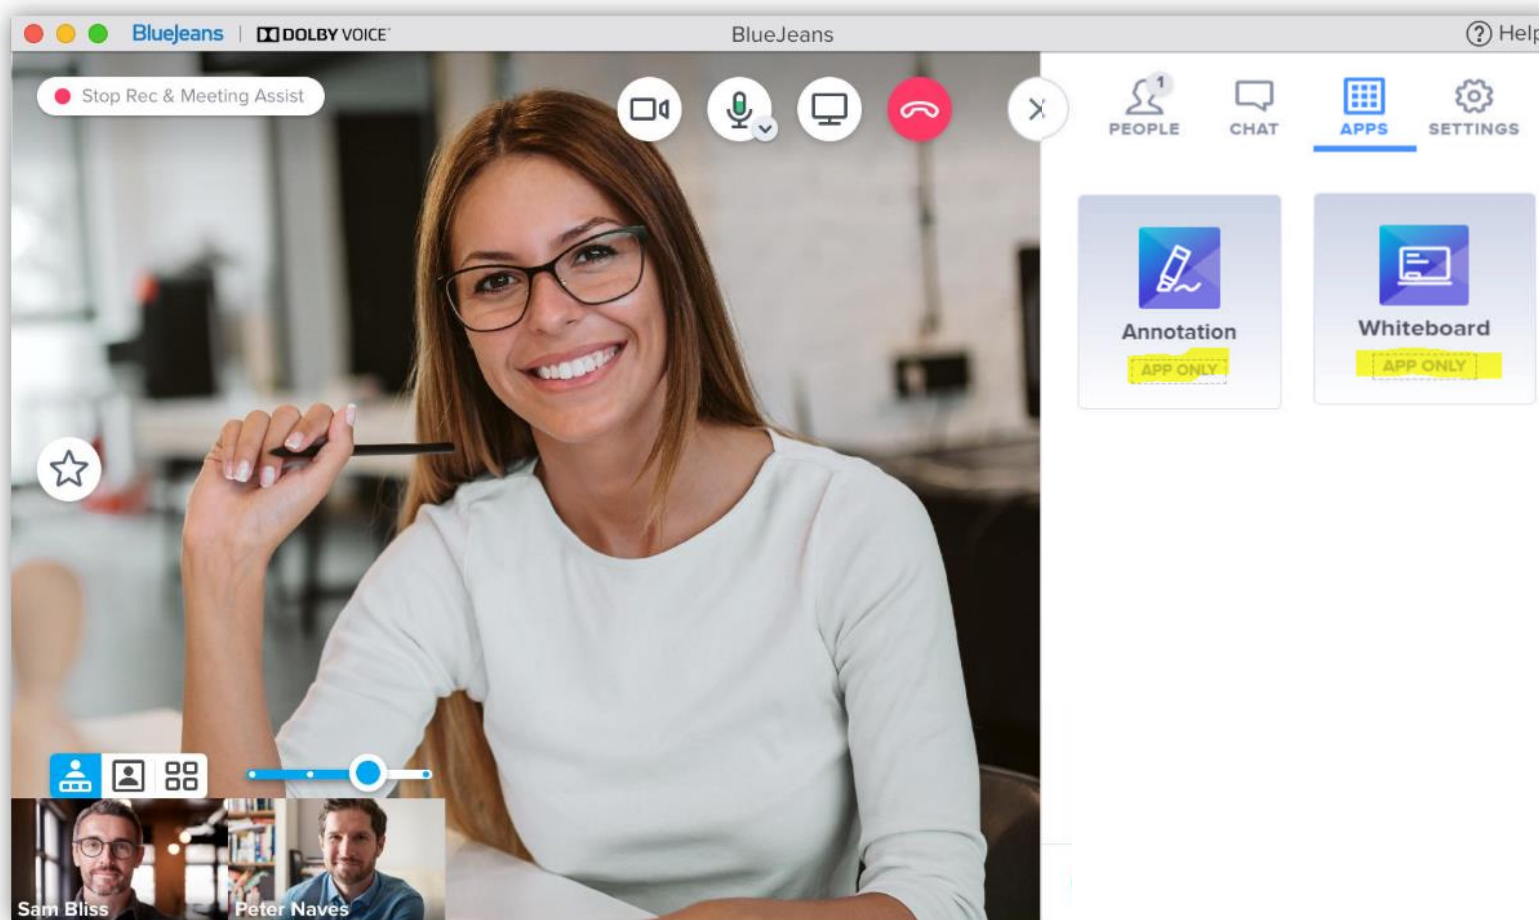 BlueJeans | DOLBY VOICE®
BlueJeans
? Help
Stop Rec & Meeting Assist
1
PEOPLE
CHAT
APPS
SETTINGS
Annotation
APP ONLY
Whiteboard
APP ONLY
Sam Bliss
Peter Naves